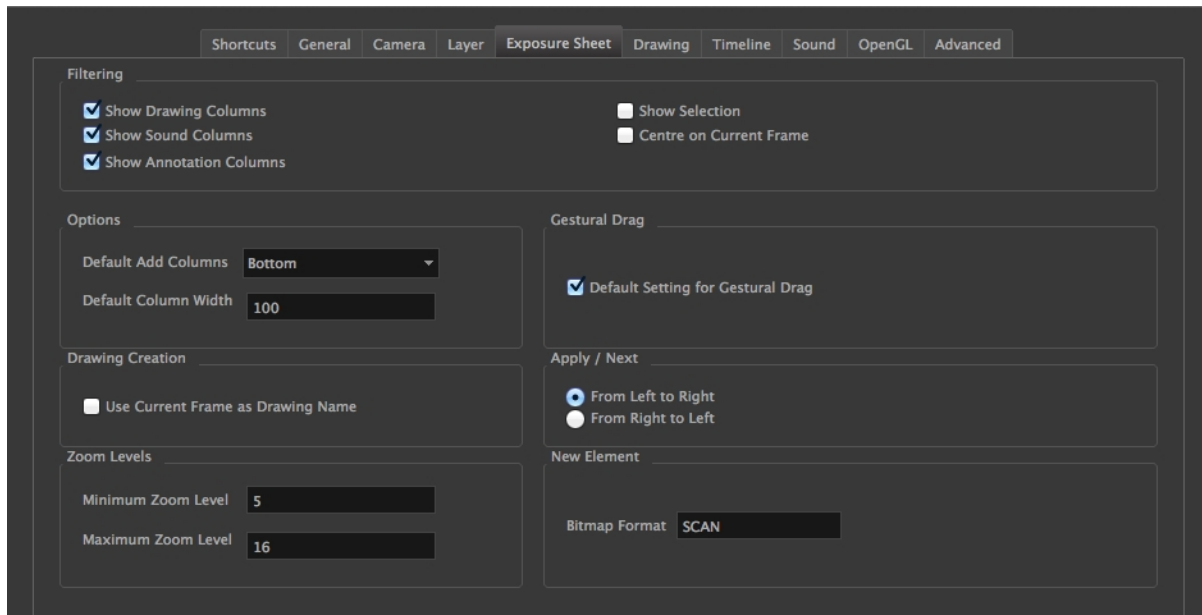 Shortcuts General Camera Layer Exposure Sheet Drawing Timeline Sound OpenGL Advanced
Filtering
Show Drawing Columns
Show Sound Columns
Show Annotation Columns
Show Selection
Centre on Current Frame
Options
Default Add Columns Bottom
Default Column Width 100
Gestural Drag
Default Setting for Gestural Drag
Drawing Creation
Use Current Frame as Drawing Name
Apply / Next
From Left to Right
From Right to Left
Zoom Levels
Minimum Zoom Level 5
Maximum Zoom Level 16
New Element
Bitmap Format SCAN